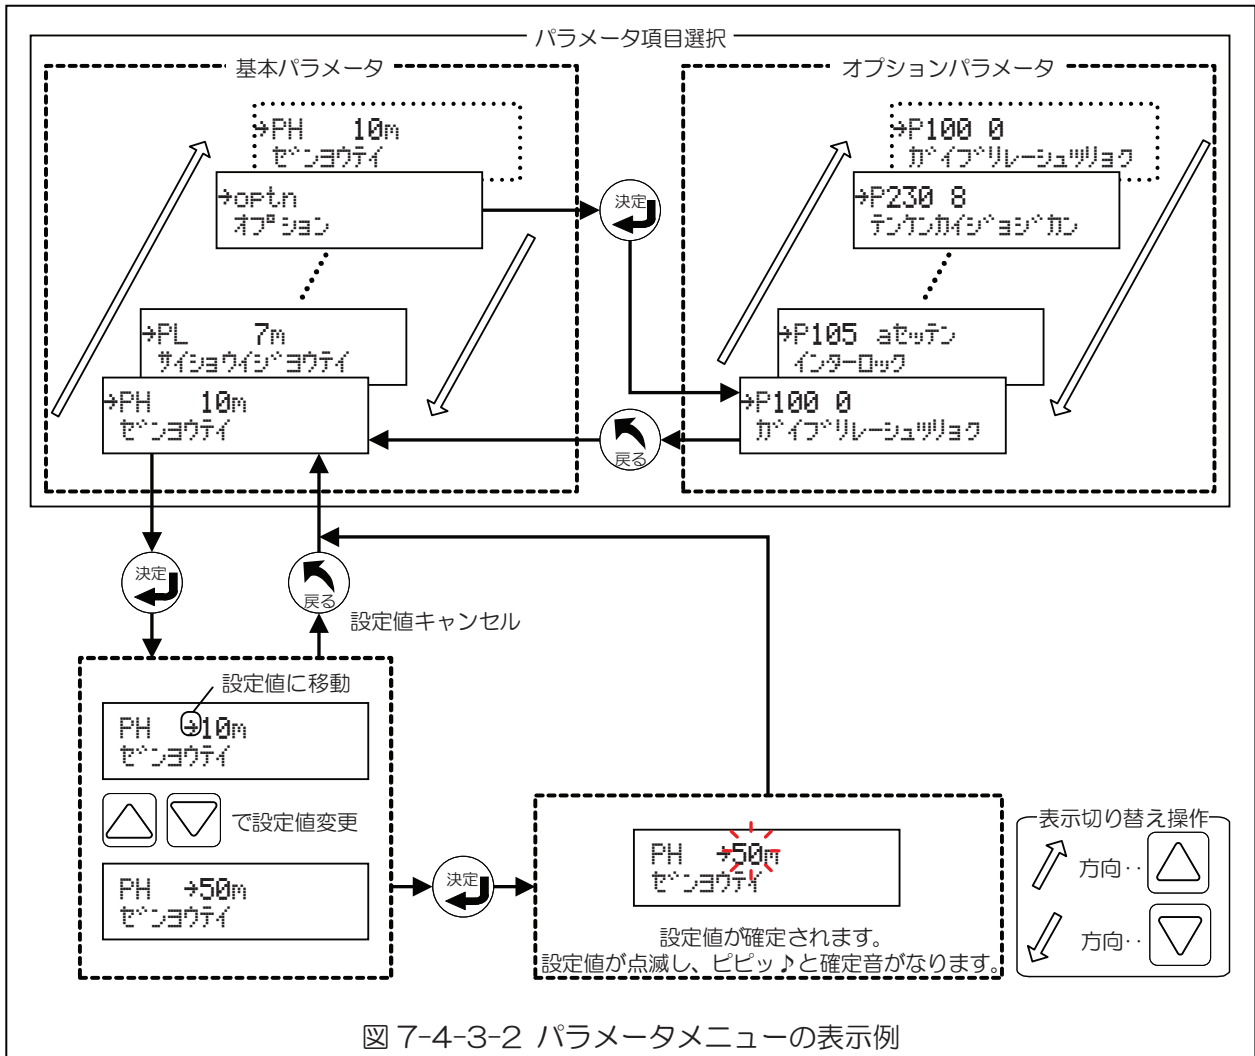 パラメータ項目選択
基本パラメータ
→PH 10m
ゼンヨウテイ
→optn
オプション
→PL 7m
サイショウイジョウテイ
→PH 10m
ゼンヨウテイ
決定
戻る
オプションパラメータ
→P100 0
ガイブリレーシュツリョク
→P230 8
テンケンカイジョジカン
→P105 aセッテン
インターロック
→P100 0
ガイブリレーシュツリョク
決定
戻る
設定値キャンセル
設定値に移動
PH →10m
ゼンヨウテイ
△ ▽ で設定値変更
PH →50m
ゼンヨウテイ
決定
PH →50m
ゼンヨウテイ
設定値が確定されます。
設定値が点滅し、ピピッ♪と確定音がなります。
表示切り替え操作
方向‥ △
方向‥ ▽
図 7-4-3-2 パラメータメニューの表示例